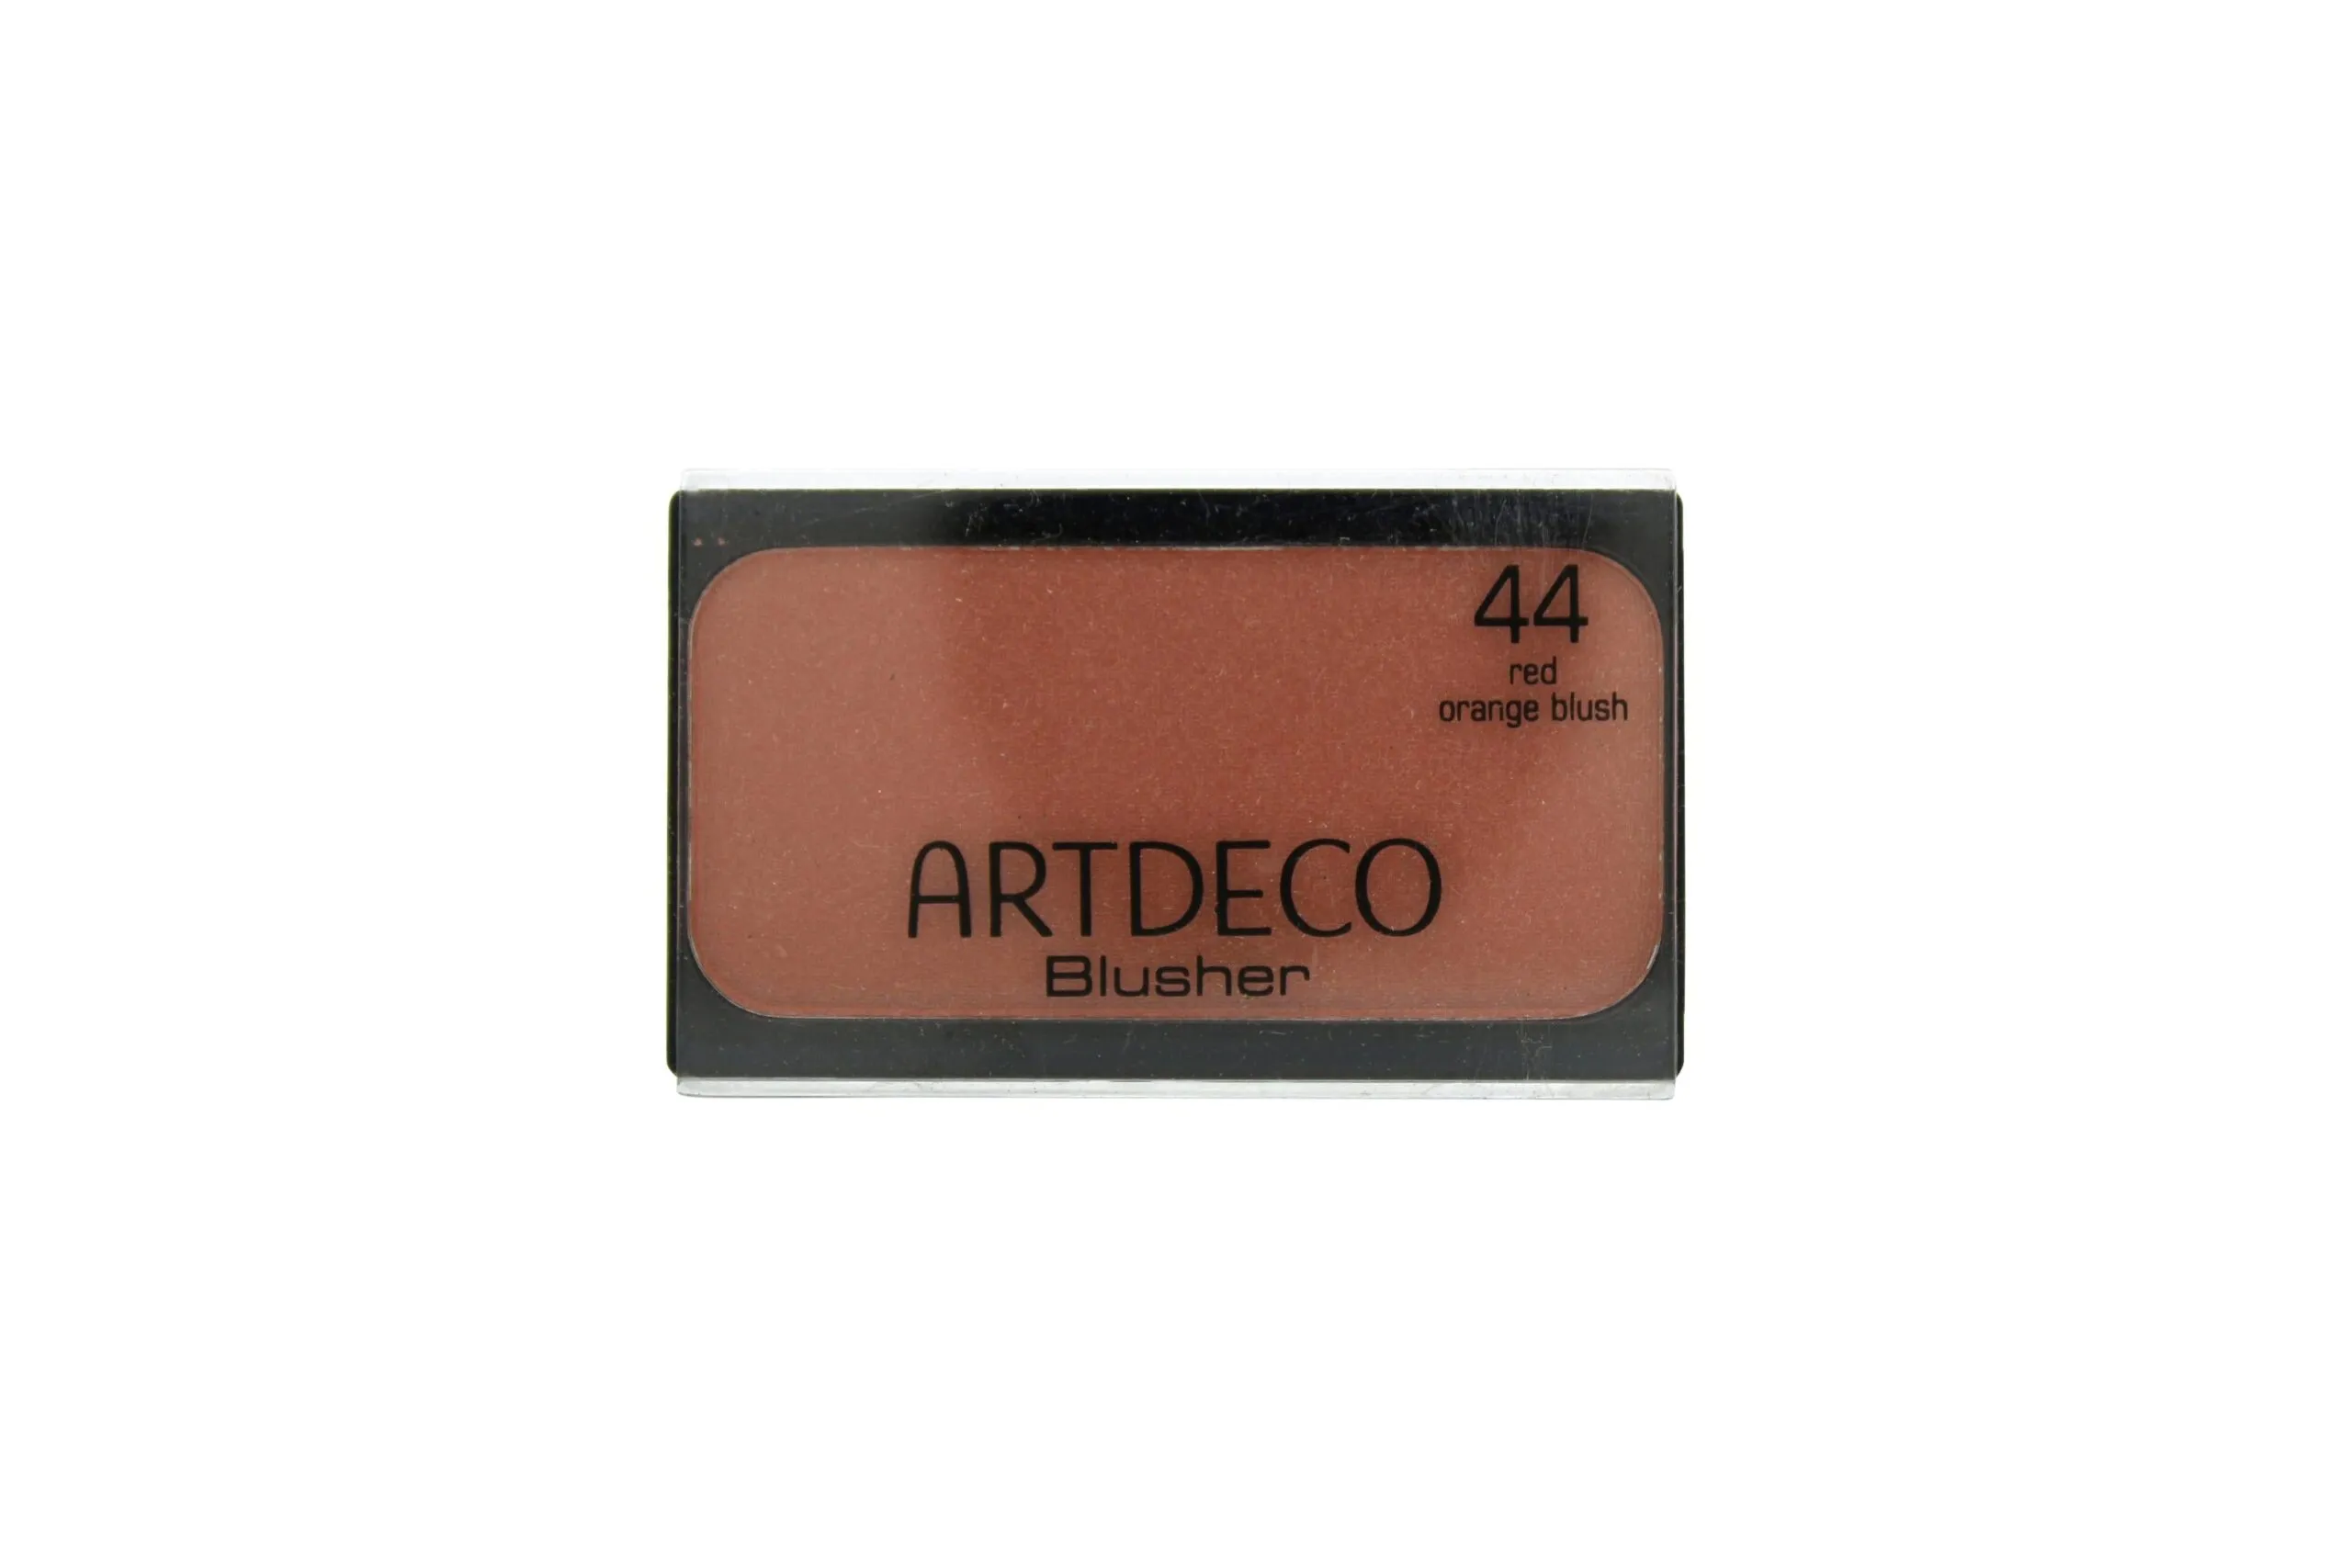 44
red
orange blush
ARTDECO
Blusher